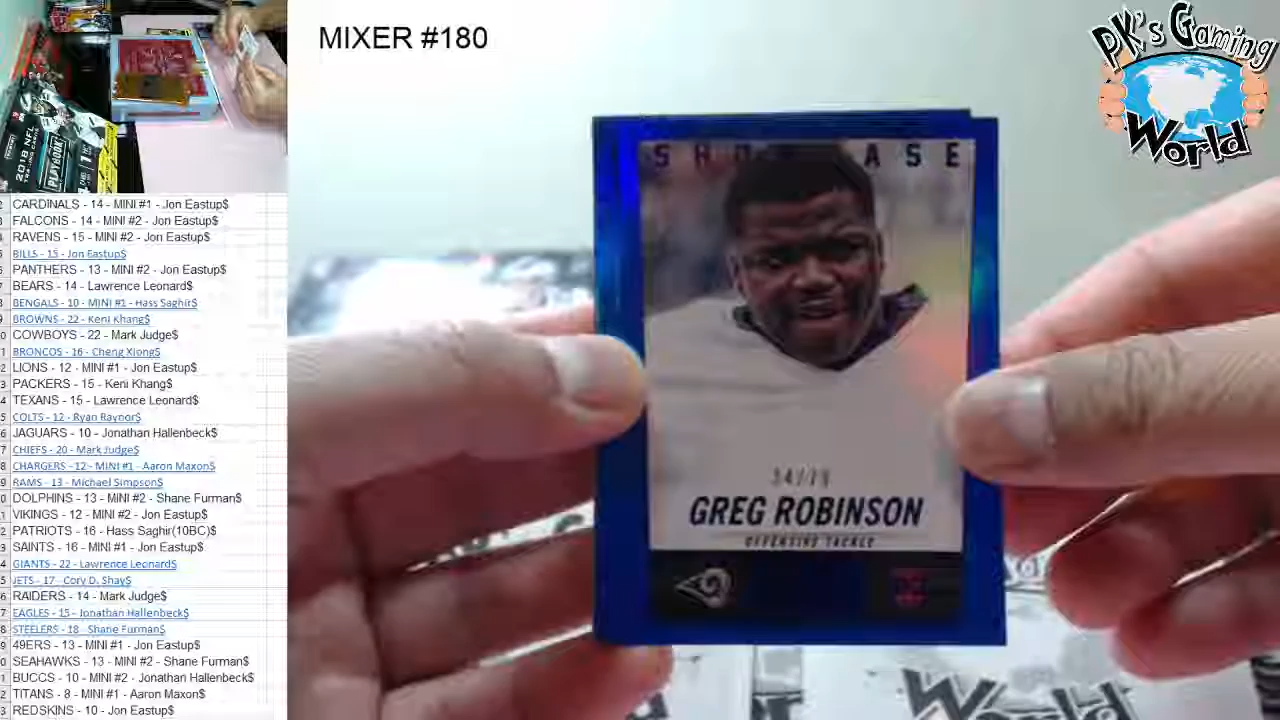 MIXER #180
PK's Gaming
World
2018 NFL
PLAYBOOK
CARDINALS - 14 - MINI #1 - Jon Eastup$
FALCONS - 14 - MINI #2 - Jon Eastup$
RAVENS - 15 - MINI #2 - Jon Eastup$
BILLS - 15 - Jon Eastup$
PANTHERS - 13 - MINI #2 - Jon Eastup$
BEARS - 14 - Lawrence Leonard$
BENGALS - 10 - MINI #1 - Hass Saghir$
BROWNS - 22 - Keni Khang$
COWBOYS - 22 - Mark Judge$
BRONCOS - 16 - Cheng Xiong$
LIONS - 12 - MINI #1 - Jon Eastup$
PACKERS - 15 - Keni Khang$
TEXANS - 15 - Lawrence Leonard$
COLTS - 12 - Ryan Raynor$
JAGUARS - 10 - Jonathan Hallenbeck$
CHIEFS - 20 - Mark Judge$
CHARGERS - 12 - MINI #1 - Aaron Maxon$
RAMS - 13 - Michael Simpson$
DOLPHINS - 13 - MINI #2 - Shane Furman$
VIKINGS - 12 - MINI #2 - Jon Eastup$
PATRIOTS - 16 - Hass Saghir(10BC)$
SAINTS - 16 - MINI #1 - Jon Eastup$
GIANTS - 22 - Lawrence Leonard$
JETS - 17 - Cory D. Shay$
RAIDERS - 14 - Mark Judge$
EAGLES - 15 - Jonathan Hallenbeck$
STEELERS - 18 - Shane Furman$
49ERS - 13 - MINI #1 - Jon Eastup$
SEAHAWKS - 13 - MINI #2 - Shane Furman$
BUCCS - 10 - MINI #2 - Jonathan Hallenbeck$
TITANS - 8 - MINI #1 - Aaron Maxon$
REDSKINS - 10 - Jon Eastup$
SHOWCASE
GREG ROBINSON
OFFENSIVE TACKLE
World